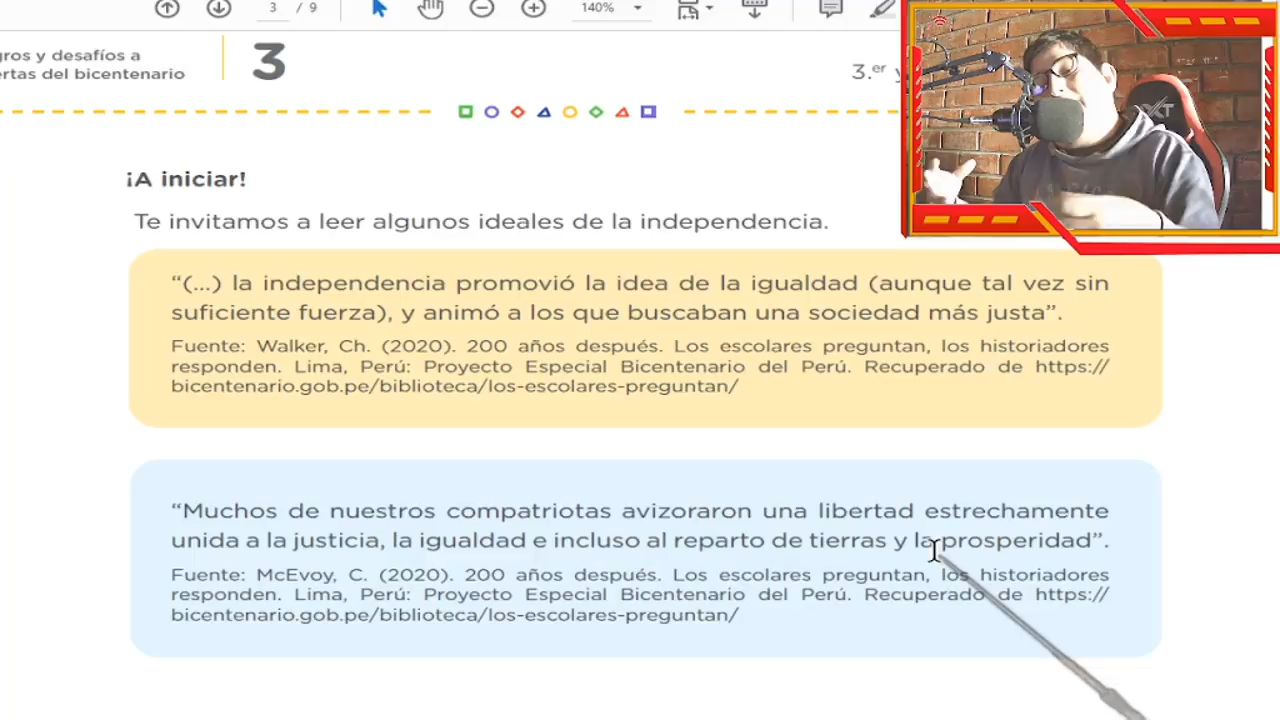 3 / 9
140%
gros y desafíos a
ertas del bicentenario
3
3.er y
¡A iniciar!
Te invitamos a leer algunos ideales de la independencia.
“(...) la independencia promovió la idea de la igualdad (aunque tal vez sin
suficiente fuerza), y animó a los que buscaban una sociedad más justa”.
Fuente: Walker, Ch. (2020). 200 años después. Los escolares preguntan, los historiadores
responden. Lima, Perú: Proyecto Especial Bicentenario del Perú. Recuperado de https://
bicentenario.gob.pe/biblioteca/los-escolares-preguntan/
“Muchos de nuestros compatriotas avizoraron una libertad estrechamente
unida a la justicia, la igualdad e incluso al reparto de tierras y la prosperidad”.
Fuente: McEvoy, C. (2020). 200 años después. Los escolares preguntan, los historiadores
responden. Lima, Perú: Proyecto Especial Bicentenario del Perú. Recuperado de https://
bicentenario.gob.pe/biblioteca/los-escolares-preguntan/